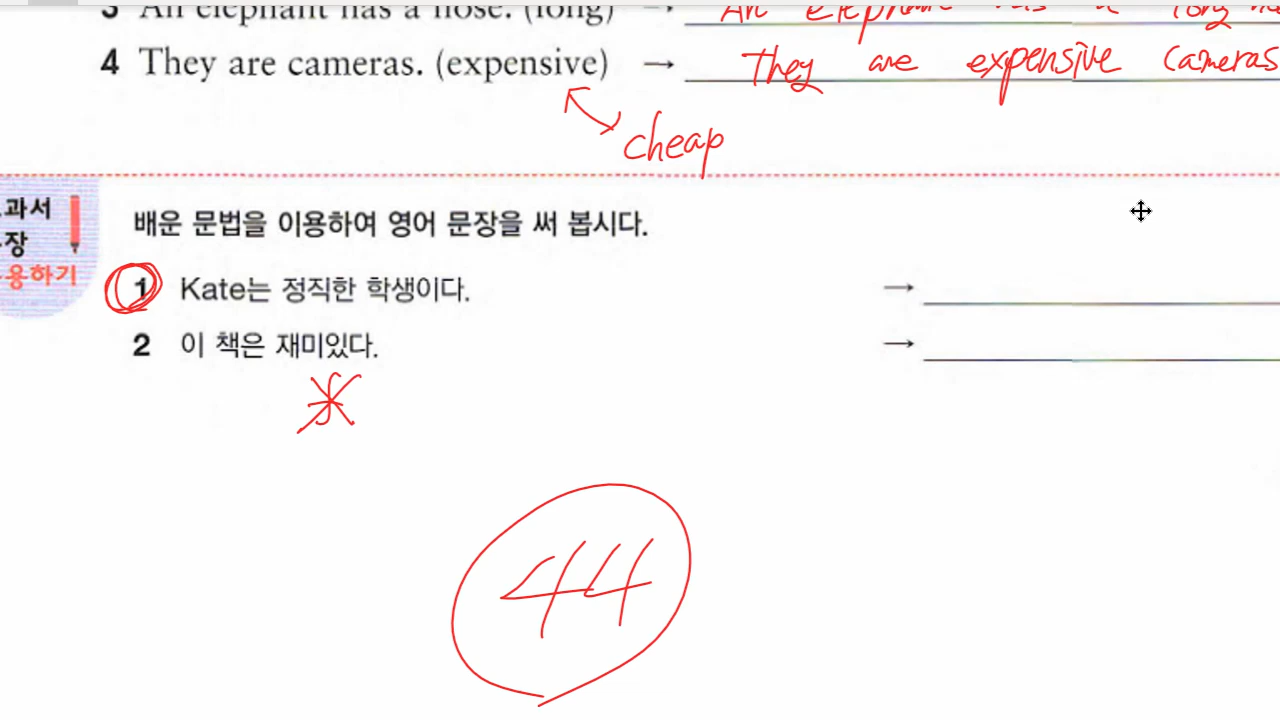 3 An elephant has a nose. (long) → An elephant has a long
4 They are cameras. (expensive) → They are expensive cameras
cheap
과서
장
용하기
배운 문법을 이용하여 영어 문장을 써 봅시다.
1 Kate는 정직한 학생이다. →
2 이 책은 재미있다. →
44